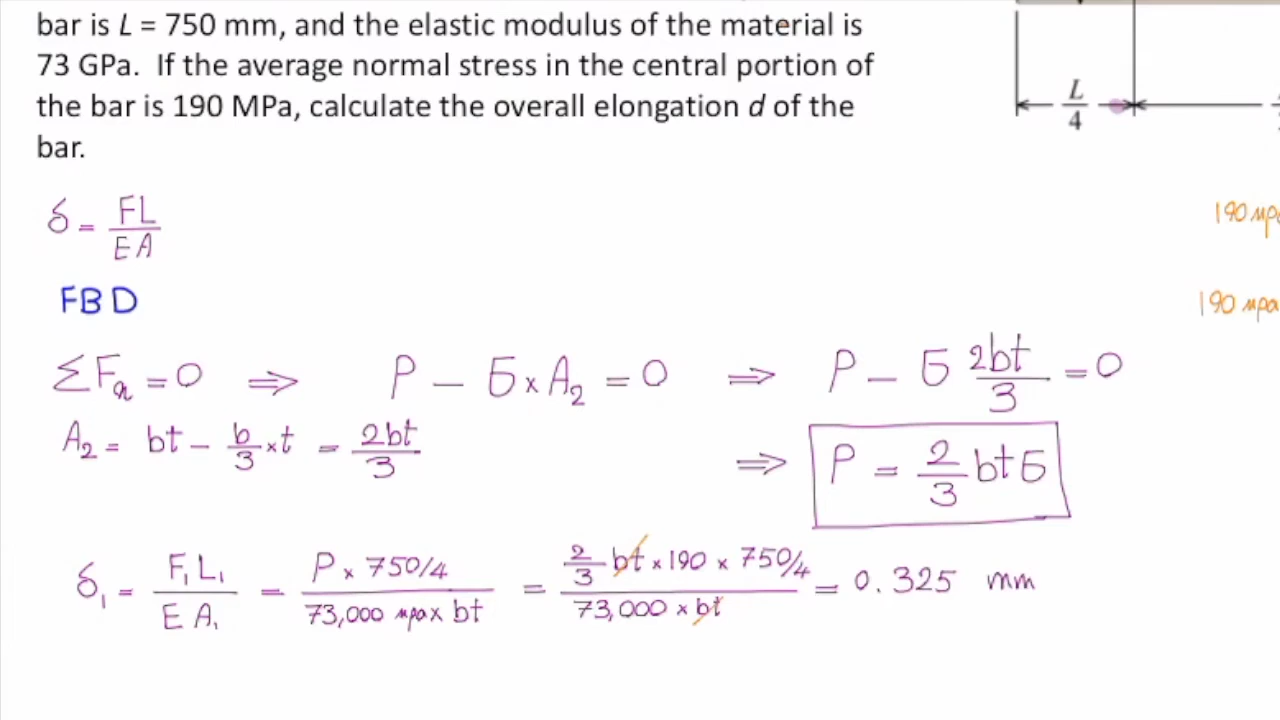 bar is L = 750 mm, and the elastic modulus of the material is
73 GPa. If the average normal stress in the central portion of
the bar is 190 MPa, calculate the overall elongation d of the
bar.
L/4
δ = FL/EA
190 mpa
FBD
190 mpa
ΣFx = 0 ⇒ P − б × A₂ = 0 ⇒ P − б 2bt/3 = 0
A₂ = bt − b/3 × t = 2bt/3
⇒ P = 2/3 bt б
δ₁ = F₁L₁/EA₁ = P × 750/4 / 73,000 mpa × bt = 2/3 bt × 190 × 750/4 / 73,000 × bt = 0.325 mm